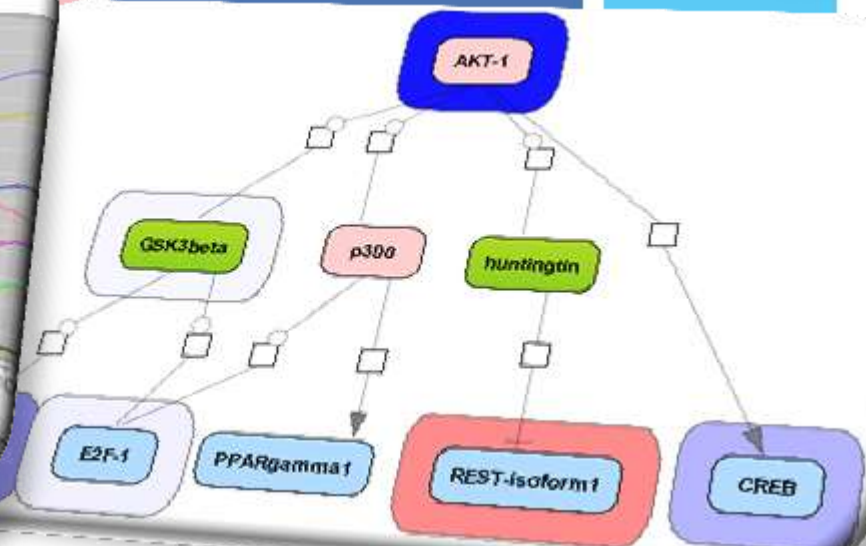 AKT-1
GSK3beta
p300
huntingtin
E2F-1
PPARgamma1
REST-isoform1
CREB